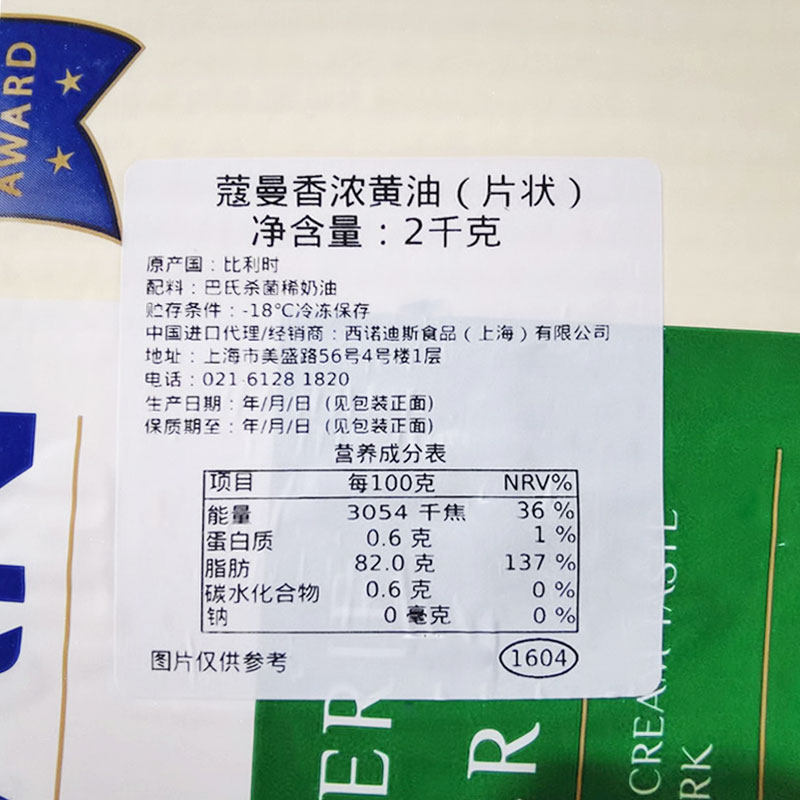 AWARD
蔻曼香浓黄油（片状）
净含量：2千克
原产国：比利时
配料：巴氏杀菌稀奶油
贮存条件：-18℃冷冻保存
中国进口代理/经销商：西诺迪斯食品（上海）有限公司
地址：上海市美盛路56号4号楼1层
电话：021 6128 1820
生产日期：年/月/日（见包装正面）
保质期至：年/月/日（见包装正面）
营养成分表
项目 每100克 NRV%
能量 3054 千焦 36 %
蛋白质 0.6 克 1 %
脂肪 82.0 克 137 %
碳水化合物 0.6 克 0 %
钠 0 毫克 0 %
图片仅供参考 1604
CREAM TASTE